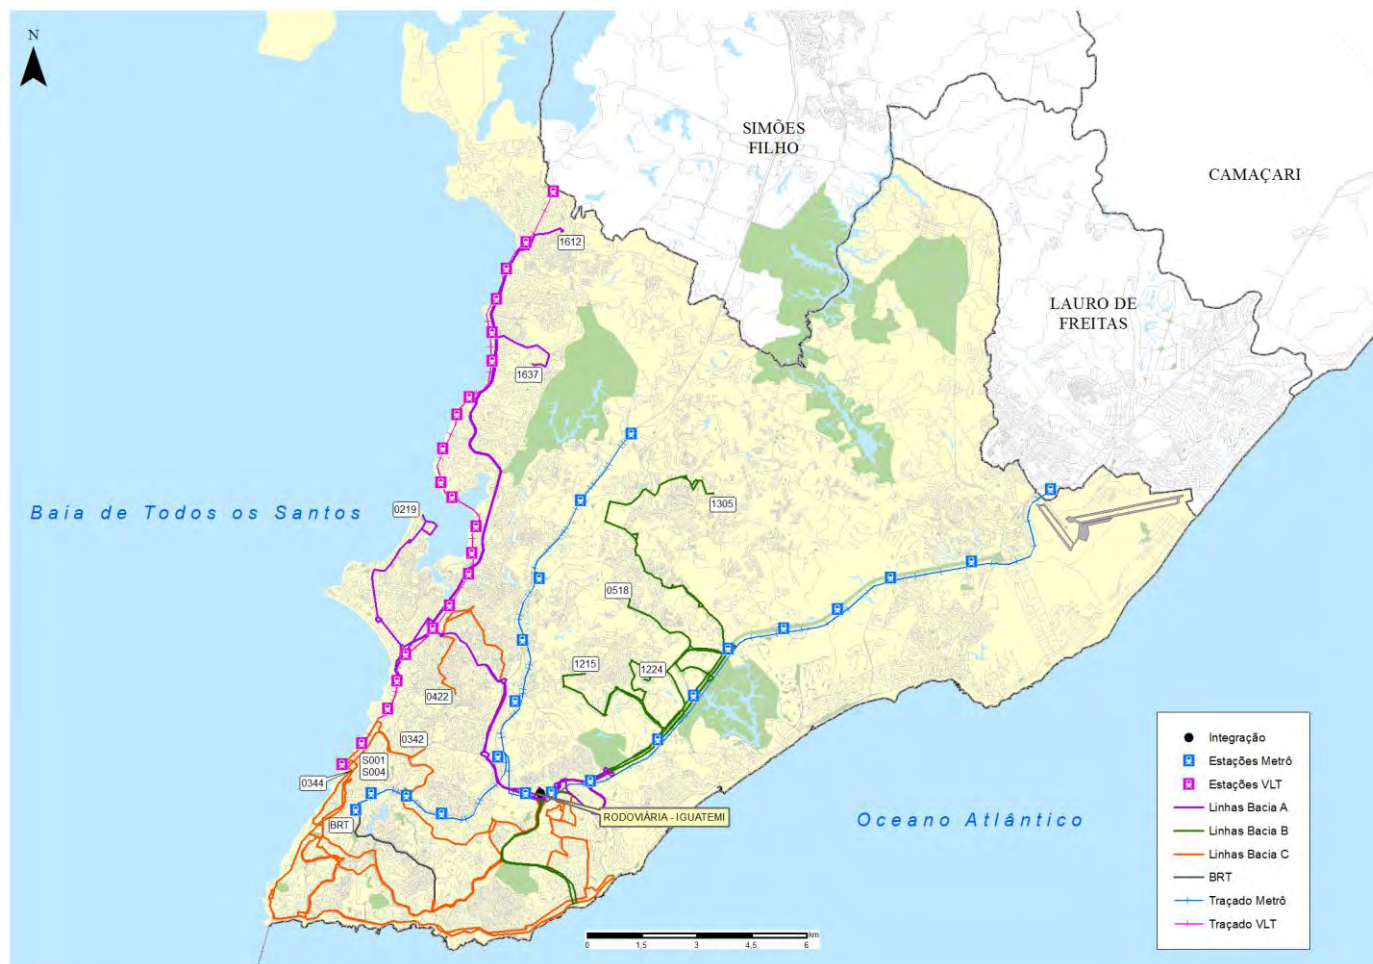 N
SIMÕES
FILHO
CAMAÇARI
1612
LAURO DE
FREITAS
1637
1305
Baia de Todos os Santos
0219
0518
1215
1224
0422
0342
S001
S004
0344
BRT
RODOVIÁRIA - IGUATEMI
Oceano Atlântico
Integração
Estações Metrô
Estações VLT
Linhas Bacia A
Linhas Bacia B
Linhas Bacia C
BRT
Traçado Metrô
Traçado VLT
km
0 1,5 3 4,5 6